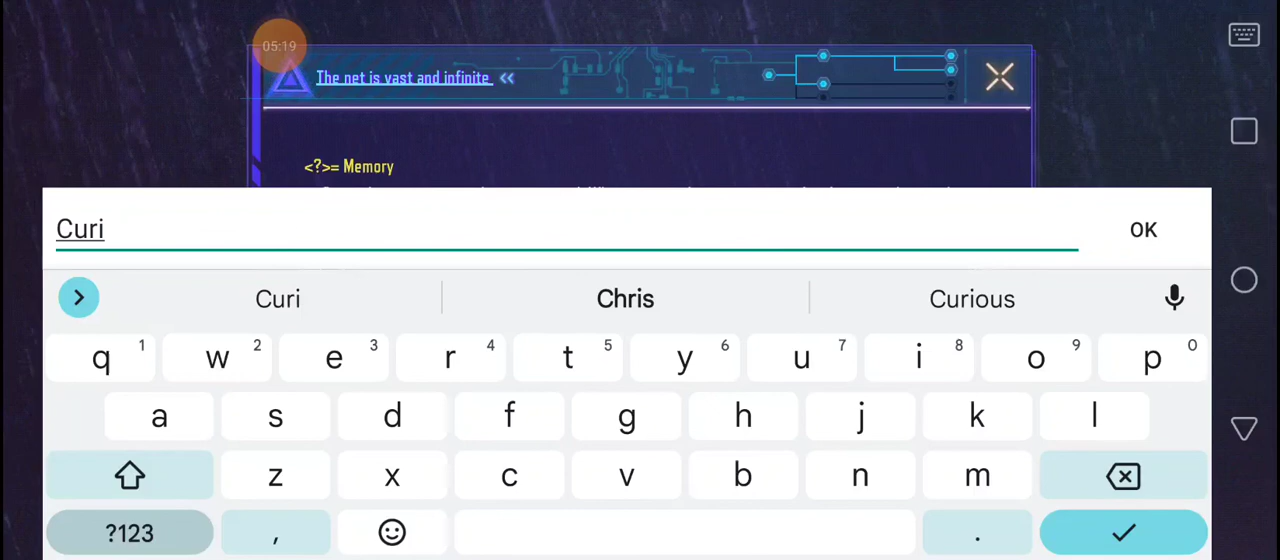 05:19
The net is vast and infinite. «
<?>= Memory
Curi
OK
Curi
Chris
Curious
q 1 w 2 e 3 r 4 t 5 y 6 u 7 i 8 o 9 p 0
a s d f g h j k l
z x c v b n m
?123 , .